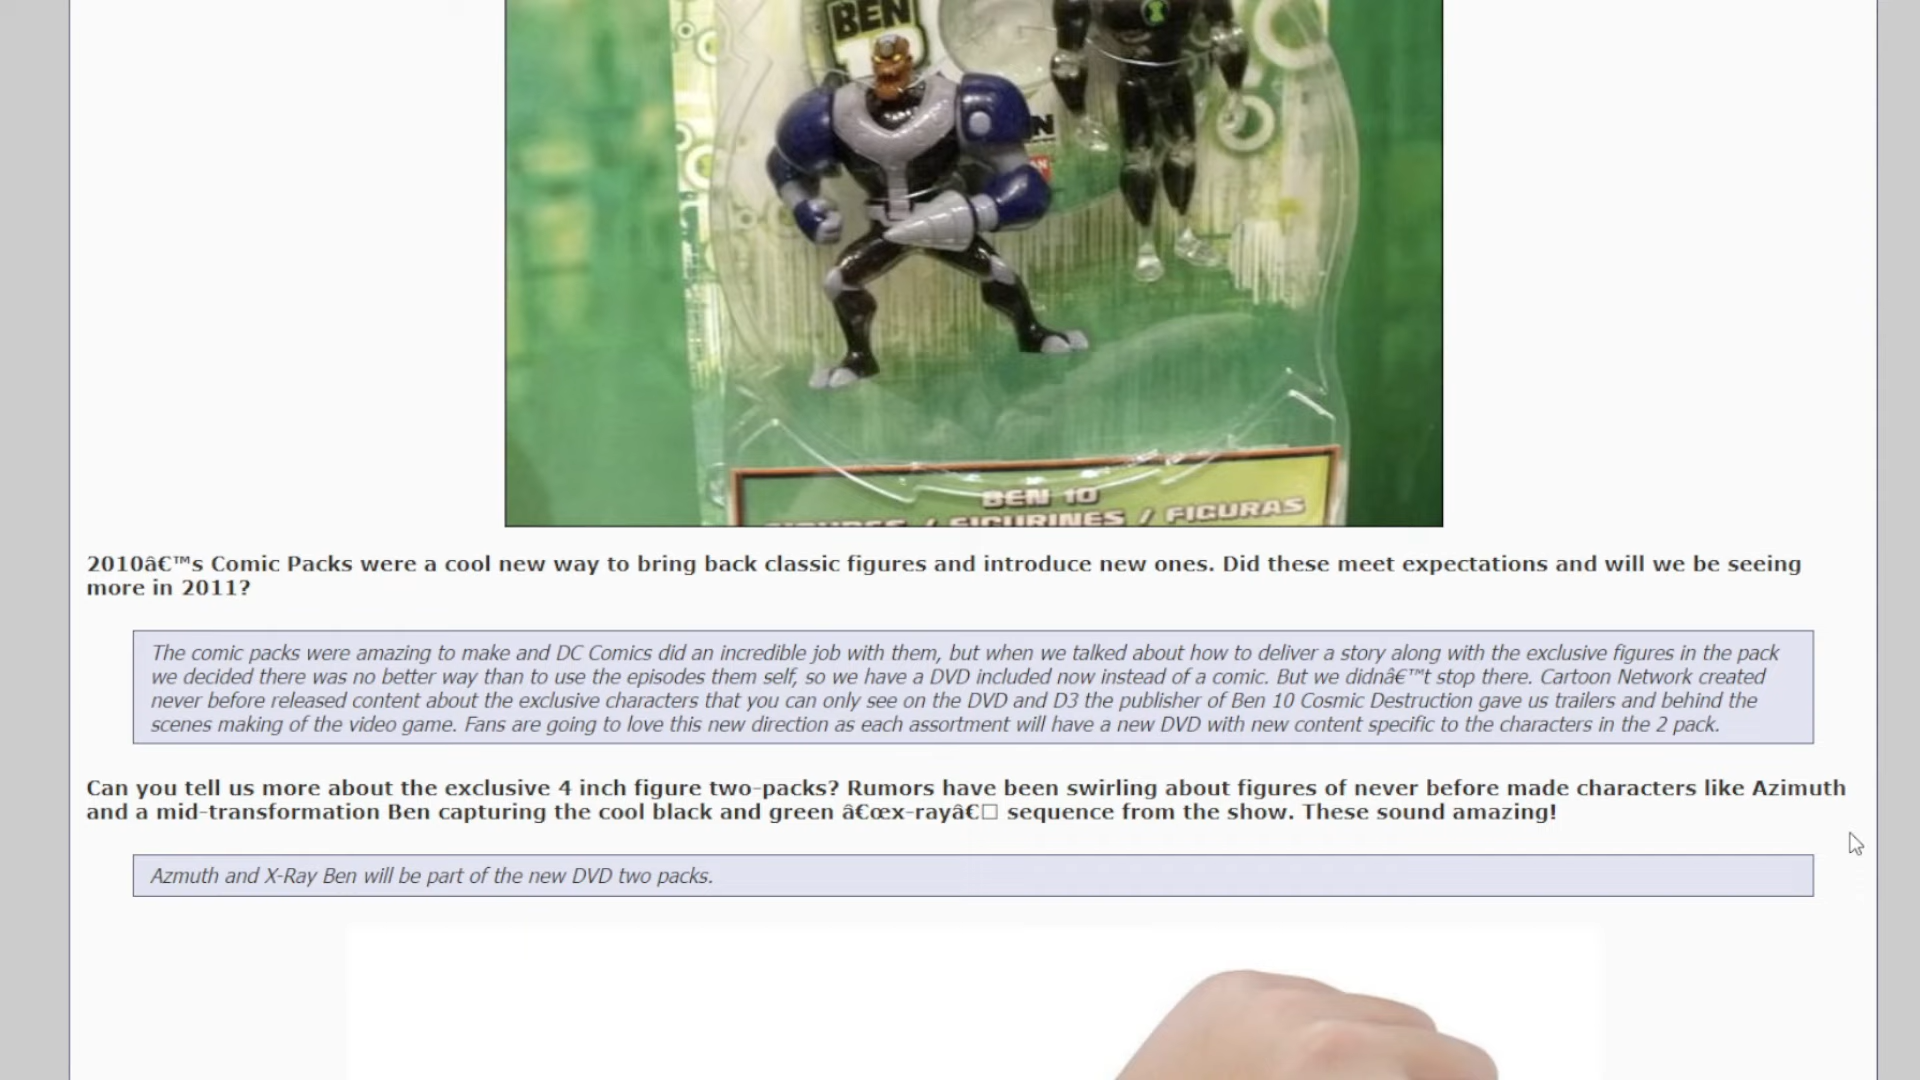 BEN
BEN 10
/ FIGURINES / FIGURAS
2010â€™s Comic Packs were a cool new way to bring back classic figures and introduce new ones. Did these meet expectations and will we be seeing
more in 2011?
The comic packs were amazing to make and DC Comics did an incredible job with them, but when we talked about how to deliver a story along with the exclusive figures in the pack
we decided there was no better way than to use the episodes them self, so we have a DVD included now instead of a comic. But we didnâ€™t stop there. Cartoon Network created
never before released content about the exclusive characters that you can only see on the DVD and D3 the publisher of Ben 10 Cosmic Destruction gave us trailers and behind the
scenes making of the video game. Fans are going to love this new direction as each assortment will have a new DVD with new content specific to the characters in the 2 pack.
Can you tell us more about the exclusive 4 inch figure two-packs? Rumors have been swirling about figures of never before made characters like Azimuth
and a mid-transformation Ben capturing the cool black and green â€œx-rayâ€□ sequence from the show. These sound amazing!
Azmuth and X-Ray Ben will be part of the new DVD two packs.